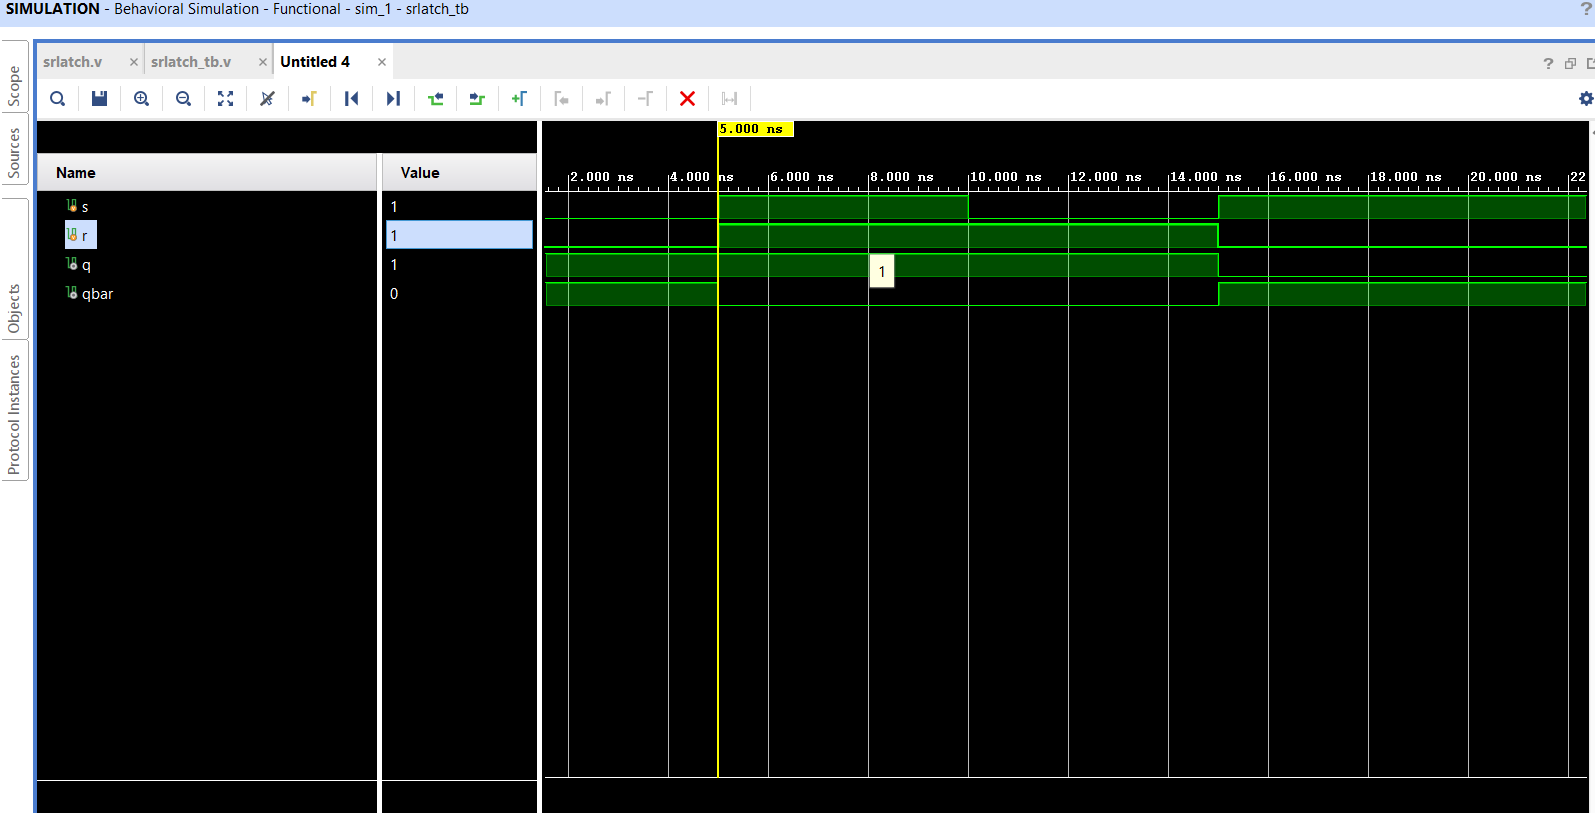 SIMULATION - Behavioral Simulation - Functional - sim_1 - srlatch_tb ?
Scope
Sources
Objects
Protocol Instances
srlatch.v × srlatch_tb.v × Untitled 4 × ?
5.000 ns
Name Value
2.000 ns 4.000 ns 6.000 ns 8.000 ns 10.000 ns 12.000 ns 14.000 ns 16.000 ns 18.000 ns 20.000 ns 22
s 1
r 1
q 1
1
qbar 0